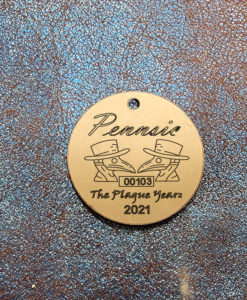 Pennsic
00103
The Plague Years
2021